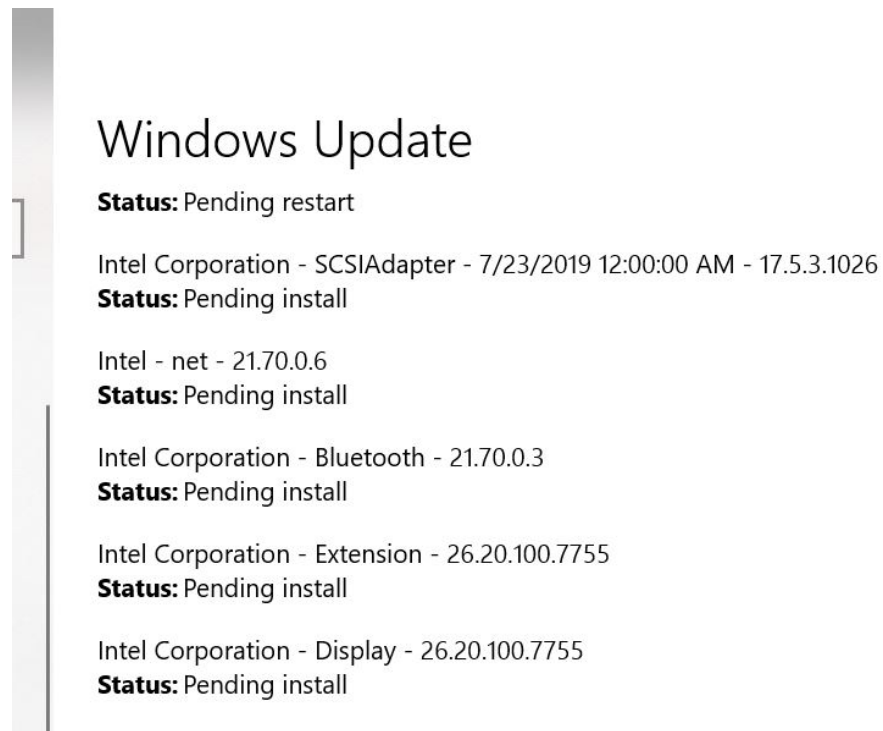 Windows Update
Status: Pending restart
Intel Corporation - SCSIAdapter - 7/23/2019 12:00:00 AM - 17.5.3.1026
Status: Pending install
Intel - net - 21.70.0.6
Status: Pending install
Intel Corporation - Bluetooth - 21.70.0.3
Status: Pending install
Intel Corporation - Extension - 26.20.100.7755
Status: Pending install
Intel Corporation - Display - 26.20.100.7755
Status: Pending install